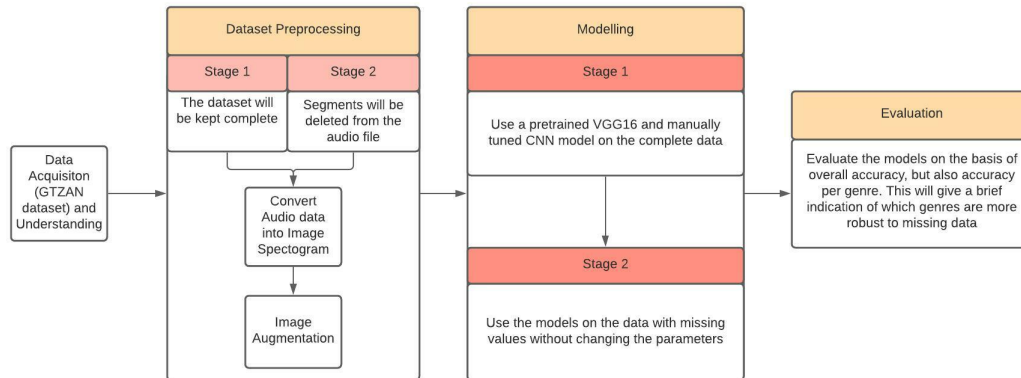 Data
Acquisiton
(GTZAN
dataset) and
Understanding
Dataset Preprocessing
Stage 1
The dataset will
be kept complete
Stage 2
Segments will be
deleted from the
audio file
Convert
Audio data
into Image
Spectogram
Image
Augmentation
Modelling
Stage 1
Use a pretrained VGG16 and manually
tuned CNN model on the complete data
Stage 2
Use the models on the data with missing
values without changing the parameters
Evaluation
Evaluate the models on the basis of
overall accuracy, but also accuracy
per genre. This will give a brief
indication of which genres are more
robust to missing data